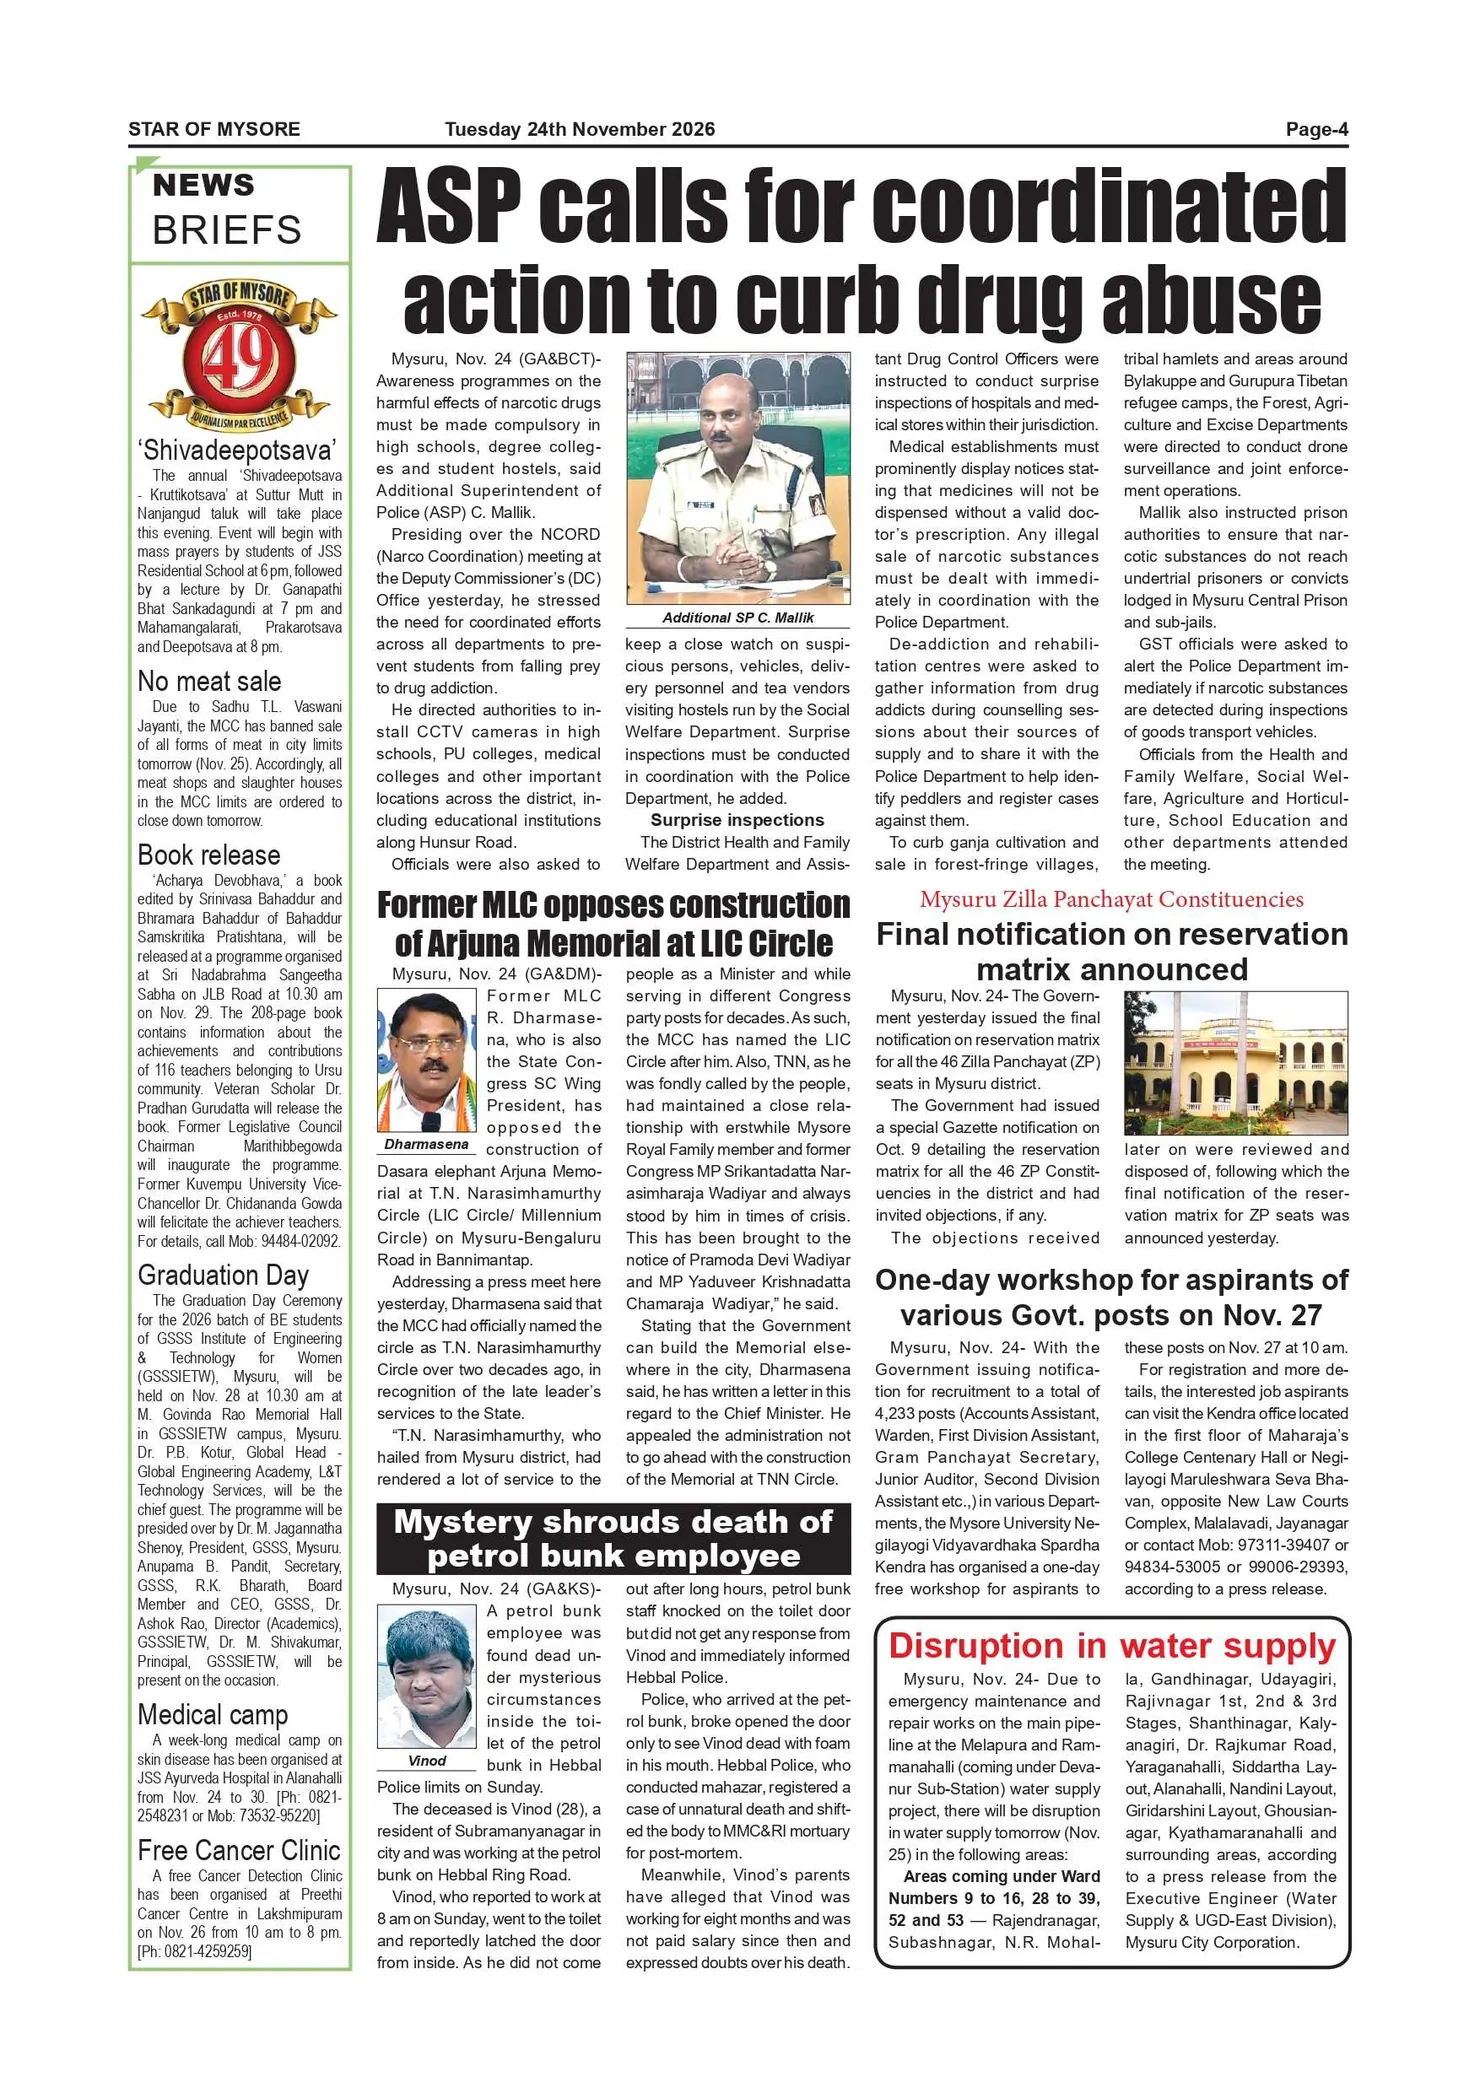 STAR OF MYSORE
Tuesday 24th November 2026
Page-4
NEWS
BRIEFS
STAR OF MYSORE
Estd. 1978
49
JOURNALISM PAR EXCELLENCE
‘Shivadeepotsava’
The annual ‘Shivadeepotsava
- Kruttikotsava’ at Suttur Mutt in
Nanjangud taluk will take place
this evening. Event will begin with
mass prayers by students of JSS
Residential School at 6 pm, followed
by a lecture by Dr. Ganapathi
Bhat Sankadagundi at 7 pm and
Mahamangalarati, Prakarotsava
and Deepotsava at 8 pm.
No meat sale
Due to Sadhu T.L. Vaswani
Jayanti, the MCC has banned sale
of all forms of meat in city limits
tomorrow (Nov. 25). Accordingly, all
meat shops and slaughter houses
in the MCC limits are ordered to
close down tomorrow.
Book release
‘Acharya Devobhava,’ a book
edited by Srinivasa Bahaddur and
Bhramara Bahaddur of Bahaddur
Samskritika Pratishtana, will be
released at a programme organised
at Sri Nadabrahma Sangeetha
Sabha on JLB Road at 10.30 am
on Nov. 29. The 208-page book
contains information about the
achievements and contributions
of 116 teachers belonging to Ursu
community. Veteran Scholar Dr.
Pradhan Gurudatta will release the
book. Former Legislative Council
Chairman Marithibbegowda
will inaugurate the programme.
Former Kuvempu University Vice-
Chancellor Dr. Chidananda Gowda
will felicitate the achiever teachers.
For details, call Mob: 94484-02092.
Graduation Day
The Graduation Day Ceremony
for the 2026 batch of BE students
of GSSS Institute of Engineering
& Technology for Women
(GSSSIETW), Mysuru, will be
held on Nov. 28 at 10.30 am at
M. Govinda Rao Memorial Hall
in GSSSIETW campus, Mysuru.
Dr. P.B. Kotur, Global Head -
Global Engineering Academy, L&T
Technology Services, will be the
chief guest. The programme will be
presided over by Dr. M. Jagannatha
Shenoy, President, GSSS, Mysuru.
Anupama B. Pandit, Secretary,
GSSS, R.K. Bharath, Board
Member and CEO, GSSS, Dr.
Ashok Rao, Director (Academics),
GSSSIETW, Dr. M. Shivakumar,
Principal, GSSSIETW, will be
present on the occasion.
Medical camp
A week-long medical camp on
skin disease has been organised at
JSS Ayurveda Hospital in Alanahalli
from Nov. 24 to 30. [Ph: 0821-
2548231 or Mob: 73532-95220]
Free Cancer Clinic
A free Cancer Detection Clinic
has been organised at Preethi
Cancer Centre in Lakshmipuram
on Nov. 26 from 10 am to 8 pm.
[Ph: 0821-4259259]
ASP calls for coordinated
action to curb drug abuse
Mysuru, Nov. 24 (GA&BCT)-
Awareness programmes on the
harmful effects of narcotic drugs
must be made compulsory in
high schools, degree colleg-
es and student hostels, said
Additional Superintendent of
Police (ASP) C. Mallik.
Presiding over the NCORD
(Narco Coordination) meeting at
the Deputy Commissioner’s (DC)
Office yesterday, he stressed
the need for coordinated efforts
across all departments to pre-
vent students from falling prey
to drug addiction.
He directed authorities to in-
stall CCTV cameras in high
schools, PU colleges, medical
colleges and other important
locations across the district, in-
cluding educational institutions
along Hunsur Road.
Officials were also asked to
Additional SP C. Mallik
keep a close watch on suspi-
cious persons, vehicles, deliv-
ery personnel and tea vendors
visiting hostels run by the Social
Welfare Department. Surprise
inspections must be conducted
in coordination with the Police
Department, he added.
Surprise inspections
The District Health and Family
Welfare Department and Assis-
tant Drug Control Officers were
instructed to conduct surprise
inspections of hospitals and med-
ical stores within their jurisdiction.
Medical establishments must
prominently display notices stat-
ing that medicines will not be
dispensed without a valid doc-
tor’s prescription. Any illegal
sale of narcotic substances
must be dealt with immedi-
ately in coordination with the
Police Department.
De-addiction and rehabili-
tation centres were asked to
gather information from drug
addicts during counselling ses-
sions about their sources of
supply and to share it with the
Police Department to help iden-
tify peddlers and register cases
against them.
To curb ganja cultivation and
sale in forest-fringe villages,
tribal hamlets and areas around
Bylakuppe and Gurupura Tibetan
refugee camps, the Forest, Agri-
culture and Excise Departments
were directed to conduct drone
surveillance and joint enforce-
ment operations.
Mallik also instructed prison
authorities to ensure that nar-
cotic substances do not reach
undertrial prisoners or convicts
lodged in Mysuru Central Prison
and sub-jails.
GST officials were asked to
alert the Police Department im-
mediately if narcotic substances
are detected during inspections
of goods transport vehicles.
Officials from the Health and
Family Welfare, Social Wel-
fare, Agriculture and Horticul-
ture, School Education and
other departments attended
the meeting.
Former MLC opposes construction
of Arjuna Memorial at LIC Circle
Mysuru, Nov. 24 (GA&DM)-
Former MLC
R. Dharmase-
na, who is also
the State Con-
gress SC Wing
President, has
opposed the
Dharmasena
construction of
Dasara elephant Arjuna Memo-
rial at T.N. Narasimhamurthy
Circle (LIC Circle/ Millennium
Circle) on Mysuru-Bengaluru
Road in Bannimantap.
Addressing a press meet here
yesterday, Dharmasena said that
the MCC had officially named the
circle as T.N. Narasimhamurthy
Circle over two decades ago, in
recognition of the late leader’s
services to the State.
“T.N. Narasimhamurthy, who
hailed from Mysuru district, had
rendered a lot of service to the
people as a Minister and while
serving in different Congress
party posts for decades. As such,
the MCC has named the LIC
Circle after him. Also, TNN, as he
was fondly called by the people,
had maintained a close rela-
tionship with erstwhile Mysore
Royal Family member and former
Congress MP Srikantadatta Nar-
asimharaja Wadiyar and always
stood by him in times of crisis.
This has been brought to the
notice of Pramoda Devi Wadiyar
and MP Yaduveer Krishnadatta
Chamaraja Wadiyar,” he said.
Stating that the Government
can build the Memorial else-
where in the city, Dharmasena
said, he has written a letter in this
regard to the Chief Minister. He
appealed the administration not
to go ahead with the construction
of the Memorial at TNN Circle.
Mystery shrouds death of
petrol bunk employee
Mysuru, Nov. 24 (GA&KS)-
A petrol bunk
employee was
found dead un-
der mysterious
circumstances
inside the toi-
let of the petrol
Vinod
bunk in Hebbal
Police limits on Sunday.
The deceased is Vinod (28), a
resident of Subramanyanagar in
city and was working at the petrol
bunk on Hebbal Ring Road.
Vinod, who reported to work at
8 am on Sunday, went to the toilet
and reportedly latched the door
from inside. As he did not come
out after long hours, petrol bunk
staff knocked on the toilet door
but did not get any response from
Vinod and immediately informed
Hebbal Police.
Police, who arrived at the pet-
rol bunk, broke opened the door
only to see Vinod dead with foam
in his mouth. Hebbal Police, who
conducted mahazar, registered a
case of unnatural death and shift-
ed the body to MMC&RI mortuary
for post-mortem.
Meanwhile, Vinod’s parents
have alleged that Vinod was
working for eight months and was
not paid salary since then and
expressed doubts over his death.
Mysuru Zilla Panchayat Constituencies
Final notification on reservation
matrix announced
Mysuru, Nov. 24- The Govern-
ment yesterday issued the final
notification on reservation matrix
for all the 46 Zilla Panchayat (ZP)
seats in Mysuru district.
The Government had issued
a special Gazette notification on
Oct. 9 detailing the reservation
matrix for all the 46 ZP Constit-
uencies in the district and had
invited objections, if any.
The objections received
later on were reviewed and
disposed of, following which the
final notification of the reser-
vation matrix for ZP seats was
announced yesterday.
One-day workshop for aspirants of
various Govt. posts on Nov. 27
Mysuru, Nov. 24- With the
Government issuing notifica-
tion for recruitment to a total of
4,233 posts (Accounts Assistant,
Warden, First Division Assistant,
Gram Panchayat Secretary,
Junior Auditor, Second Division
Assistant etc.,) in various Depart-
ments, the Mysore University Ne-
gilayogi Vidyavardhaka Spardha
Kendra has organised a one-day
free workshop for aspirants to
these posts on Nov. 27 at 10 am.
For registration and more de-
tails, the interested job aspirants
can visit the Kendra office located
in the first floor of Maharaja’s
College Centenary Hall or Negi-
layogi Maruleshwara Seva Bha-
van, opposite New Law Courts
Complex, Malalavadi, Jayanagar
or contact Mob: 97311-39407 or
94834-53005 or 99006-29393,
according to a press release.
Disruption in water supply
Mysuru, Nov. 24- Due to
emergency maintenance and
repair works on the main pipe-
line at the Melapura and Ram-
manahalli (coming under Deva-
nur Sub-Station) water supply
project, there will be disruption
in water supply tomorrow (Nov.
25) in the following areas:
Areas coming under Ward
Numbers 9 to 16, 28 to 39,
52 and 53 — Rajendranagar,
Subashnagar, N.R. Mohal-
la, Gandhinagar, Udayagiri,
Rajivnagar 1st, 2nd & 3rd
Stages, Shanthinagar, Kaly-
anagiri, Dr. Rajkumar Road,
Yaraganahalli, Siddartha Lay-
out, Alanahalli, Nandini Layout,
Giridarshini Layout, Ghousian-
agar, Kyathamaranahalli and
surrounding areas, according
to a press release from the
Executive Engineer (Water
Supply & UGD-East Division),
Mysuru City Corporation.